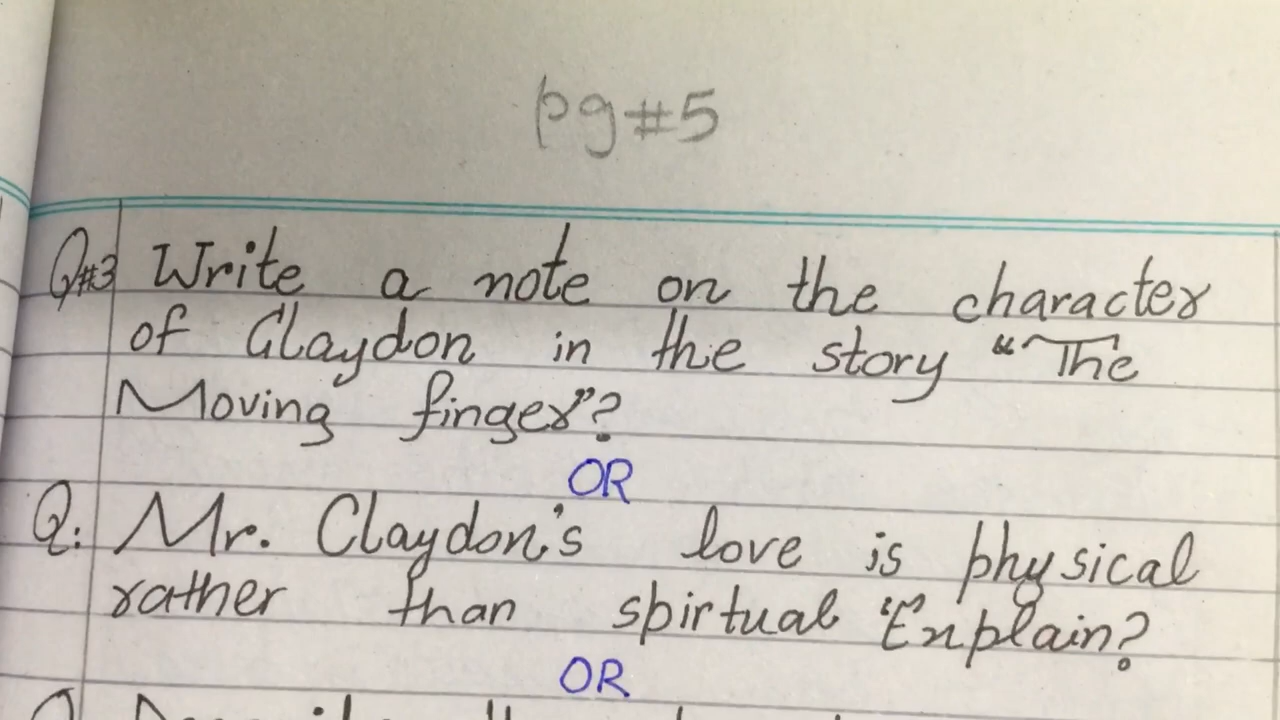 pg#5
Q#3 Write a note on the character
of Claydon in the story "The
Moving finger"?
OR
Q: Mr. Claydon's love is physical
rather than spirtual "Explain?
OR